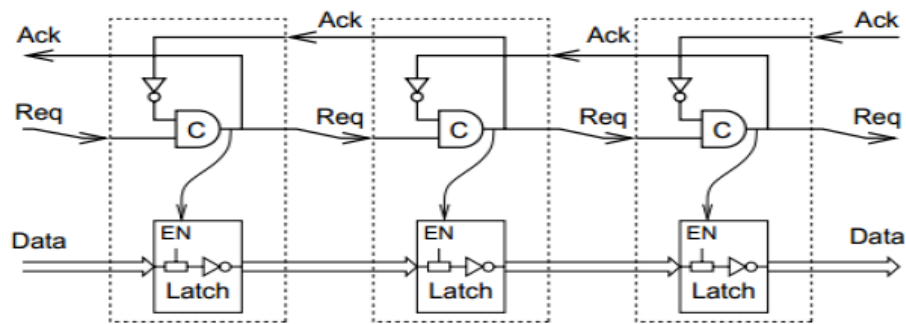 Ack Ack Ack
Req C Req C Req C Req
Data EN EN EN Data
Latch Latch Latch